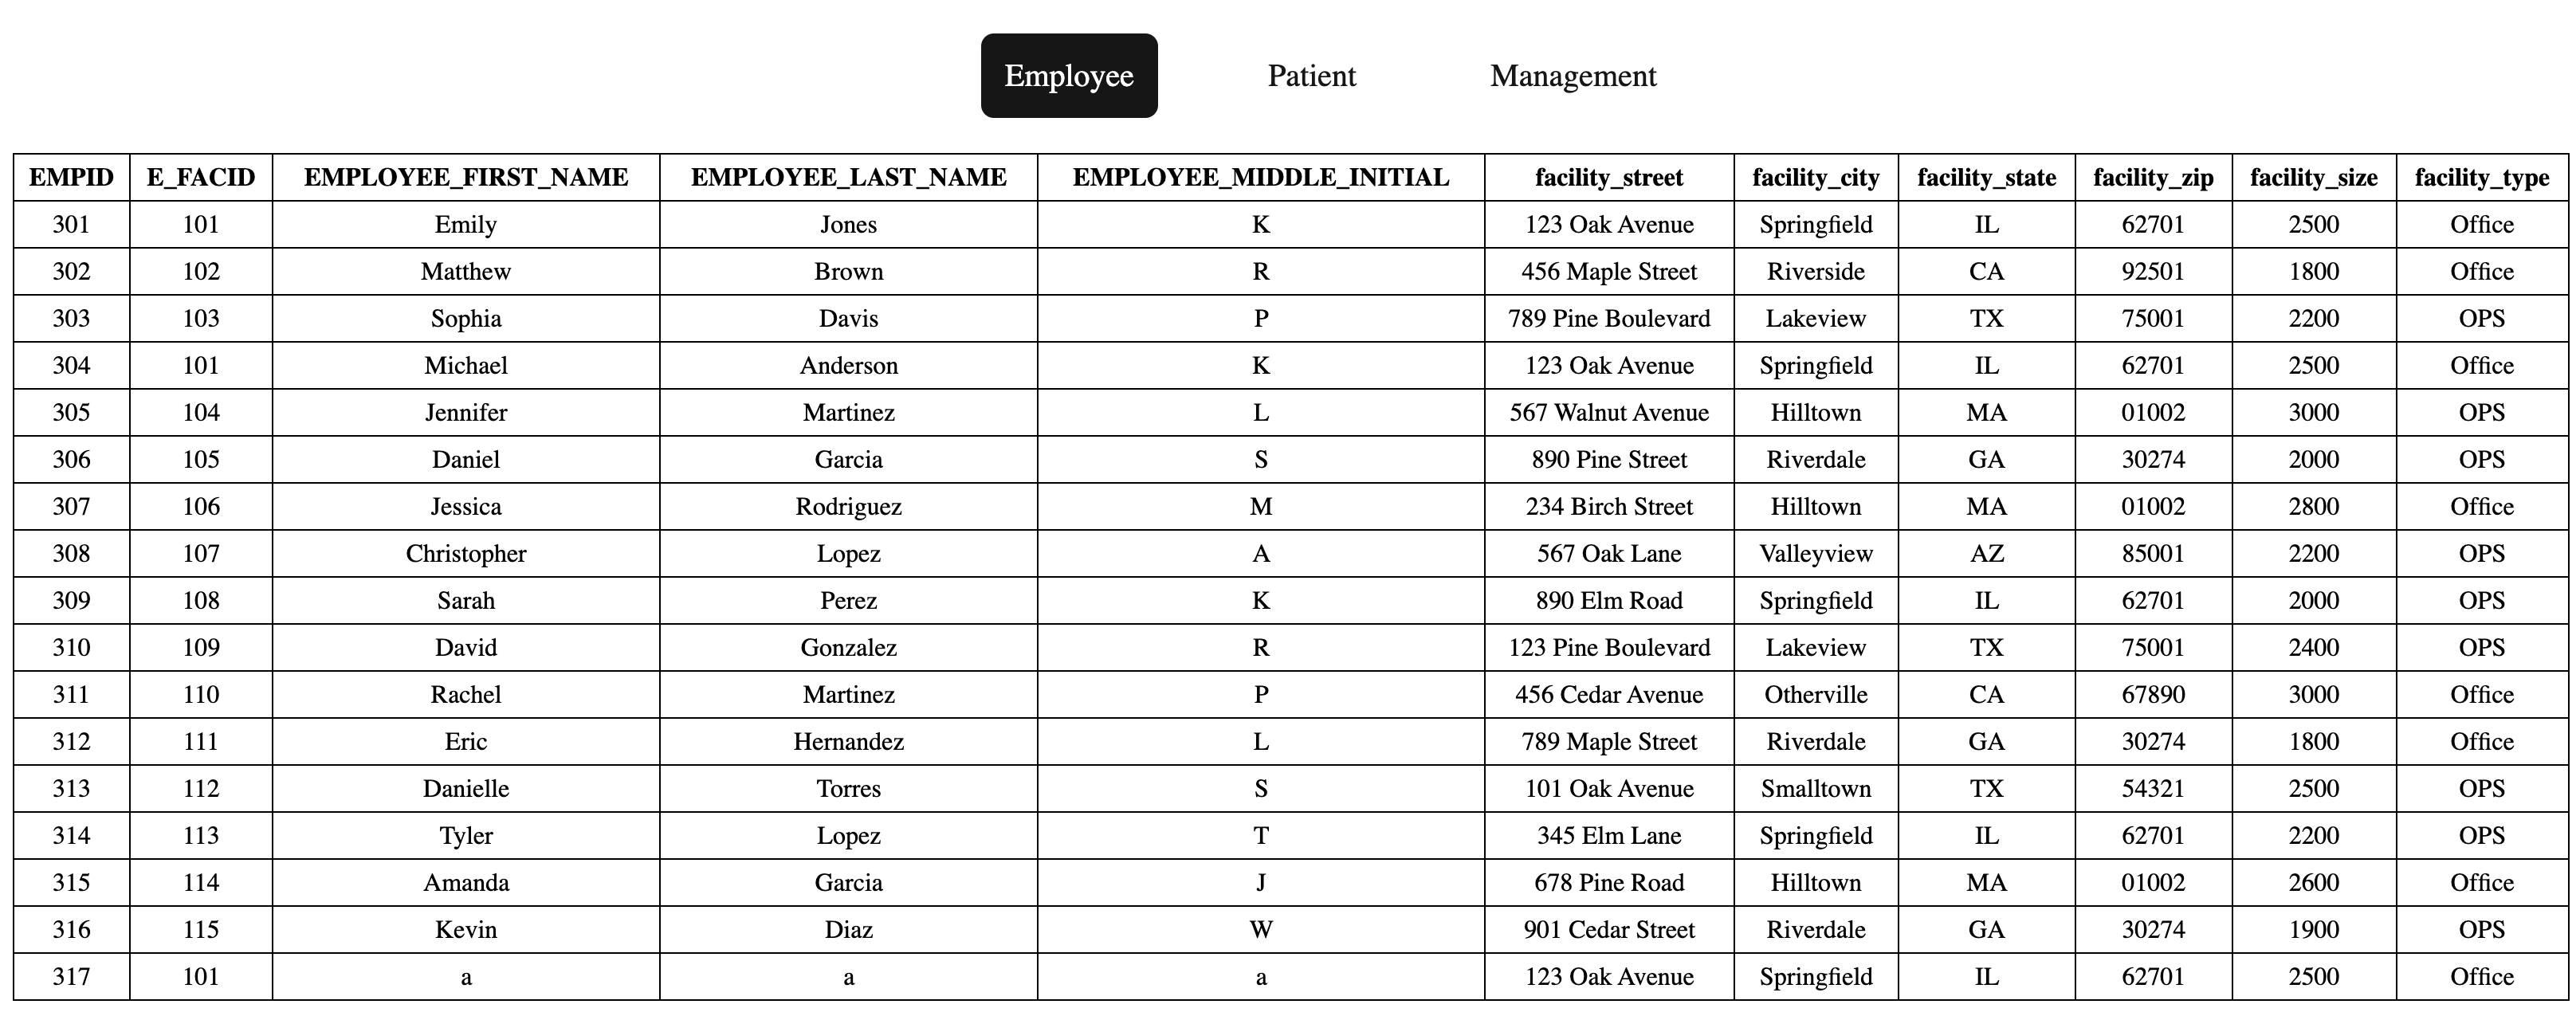 Employee Patient Management
EMPID E_FACID EMPLOYEE_FIRST_NAME EMPLOYEE_LAST_NAME EMPLOYEE_MIDDLE_INITIAL facility_street facility_city facility_state facility_zip facility_size facility_type
301 101 Emily Jones K 123 Oak Avenue Springfield IL 62701 2500 Office
302 102 Matthew Brown R 456 Maple Street Riverside CA 92501 1800 Office
303 103 Sophia Davis P 789 Pine Boulevard Lakeview TX 75001 2200 OPS
304 101 Michael Anderson K 123 Oak Avenue Springfield IL 62701 2500 Office
305 104 Jennifer Martinez L 567 Walnut Avenue Hilltown MA 01002 3000 OPS
306 105 Daniel Garcia S 890 Pine Street Riverdale GA 30274 2000 OPS
307 106 Jessica Rodriguez M 234 Birch Street Hilltown MA 01002 2800 Office
308 107 Christopher Lopez A 567 Oak Lane Valleyview AZ 85001 2200 OPS
309 108 Sarah Perez K 890 Elm Road Springfield IL 62701 2000 OPS
310 109 David Gonzalez R 123 Pine Boulevard Lakeview TX 75001 2400 OPS
311 110 Rachel Martinez P 456 Cedar Avenue Otherville CA 67890 3000 Office
312 111 Eric Hernandez L 789 Maple Street Riverdale GA 30274 1800 Office
313 112 Danielle Torres S 101 Oak Avenue Smalltown TX 54321 2500 OPS
314 113 Tyler Lopez T 345 Elm Lane Springfield IL 62701 2200 OPS
315 114 Amanda Garcia J 678 Pine Road Hilltown MA 01002 2600 Office
316 115 Kevin Diaz W 901 Cedar Street Riverdale GA 30274 1900 OPS
317 101 a a a 123 Oak Avenue Springfield IL 62701 2500 Office